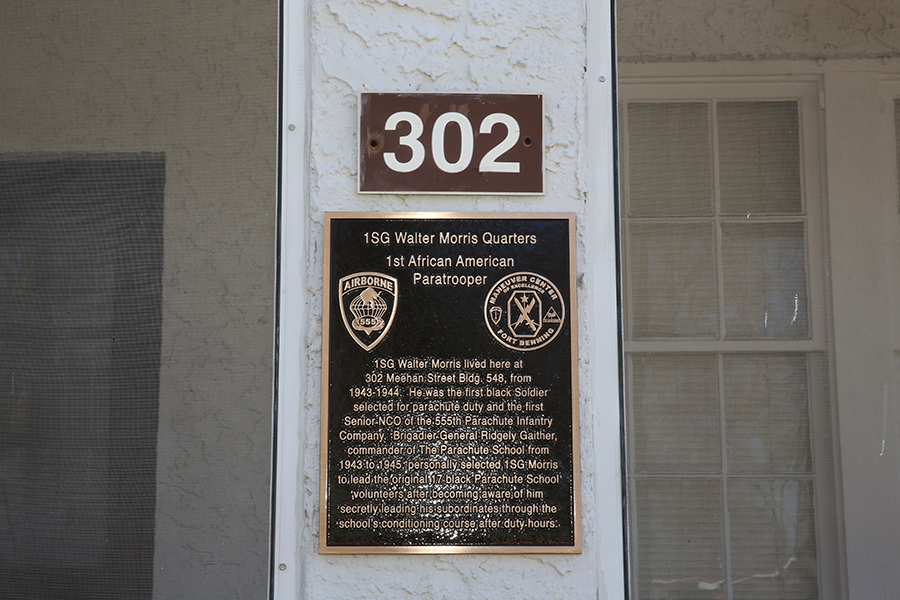 302
1SG Walter Morris Quarters
1st African American
Paratrooper
AIRBORNE
555
MANEUVER CENTER
OF EXCELLENCE
FORT BENNING
1SG Walter Morris lived here at
302 Meehan Street Bldg. 548, from
1943-1944. He was the first black Soldier
selected for parachute duty and the first
Senior NCO of the 555th Parachute Infantry
Company. Brigadier General Ridgely Gaither,
commander of The Parachute School from
1943 to 1945, personally selected 1SG Morris
to lead the original 17 black Parachute School
volunteers after becoming aware of him
secretly leading his subordinates through the
school's conditioning course after duty hours.